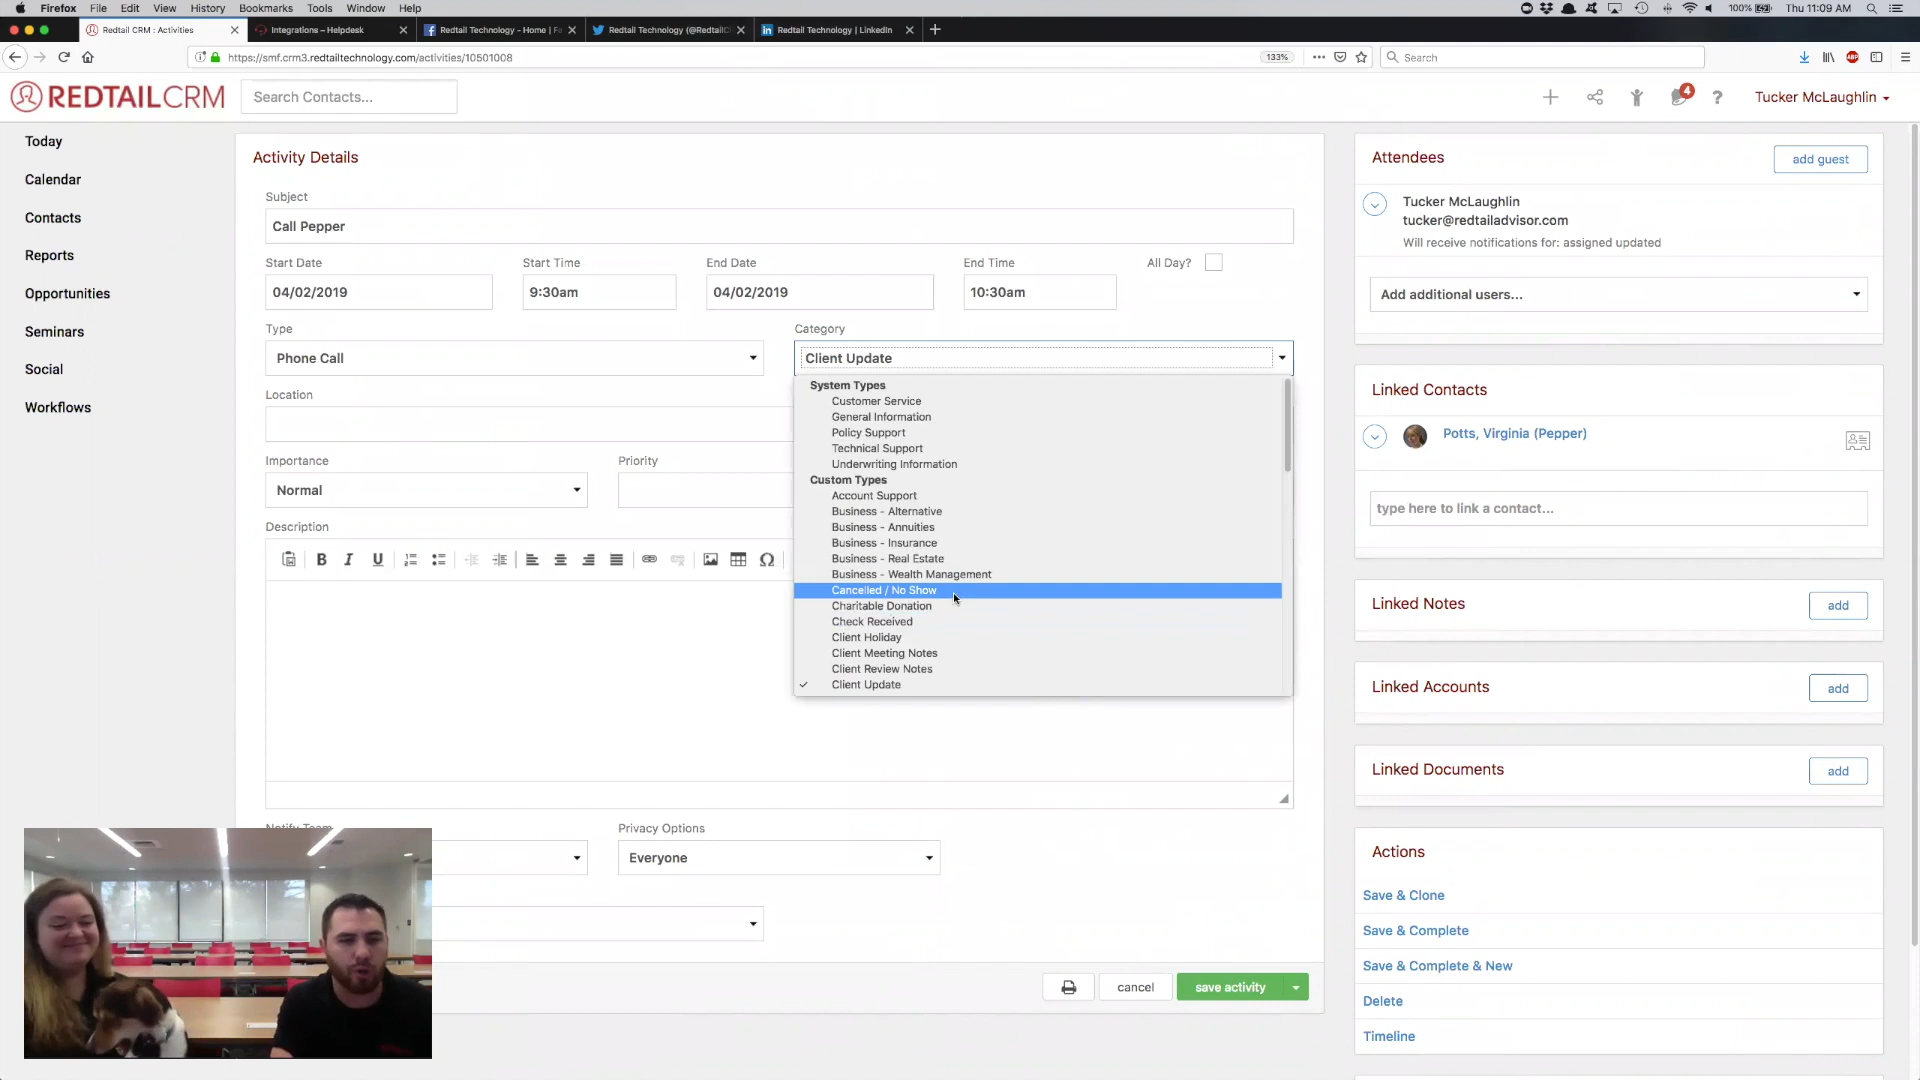 Firefox File Edit View History Bookmarks Tools Window Help 100% Thu 11:09 AM
Redtail CRM : Activities Integrations – Helpdesk Redtail Technology - Home | Fa Redtail Technology (@RedtailC Redtail Technology | LinkedIn
https://smf.crm3.redtailtechnology.com/activities/10501008 133% Search
REDTAILCRM Search Contacts... 4 ? Tucker McLaughlin
Today
Calendar
Contacts
Reports
Opportunities
Seminars
Social
Workflows
Activity Details
Subject
Call Pepper
Start Date Start Time End Date End Time All Day?
04/02/2019 9:30am 04/02/2019 10:30am
Type Category
Phone Call Client Update
System Types
Customer Service
General Information
Policy Support
Technical Support
Underwriting Information
Custom Types
Account Support
Business - Alternative
Business - Annuities
Business - Insurance
Business - Real Estate
Business - Wealth Management
Cancelled / No Show
Charitable Donation
Check Received
Client Holiday
Client Meeting Notes
Client Review Notes
Client Update
Location
Importance Priority
Normal
Description
B I U Ω
Notify Team Privacy Options
Everyone
cancel save activity
Attendees add guest
Tucker McLaughlin
tucker@redtailadvisor.com
Will receive notifications for: assigned updated
Add additional users...
Linked Contacts
Potts, Virginia (Pepper)
type here to link a contact...
Linked Notes add
Linked Accounts add
Linked Documents add
Actions
Save & Clone
Save & Complete
Save & Complete & New
Delete
Timeline